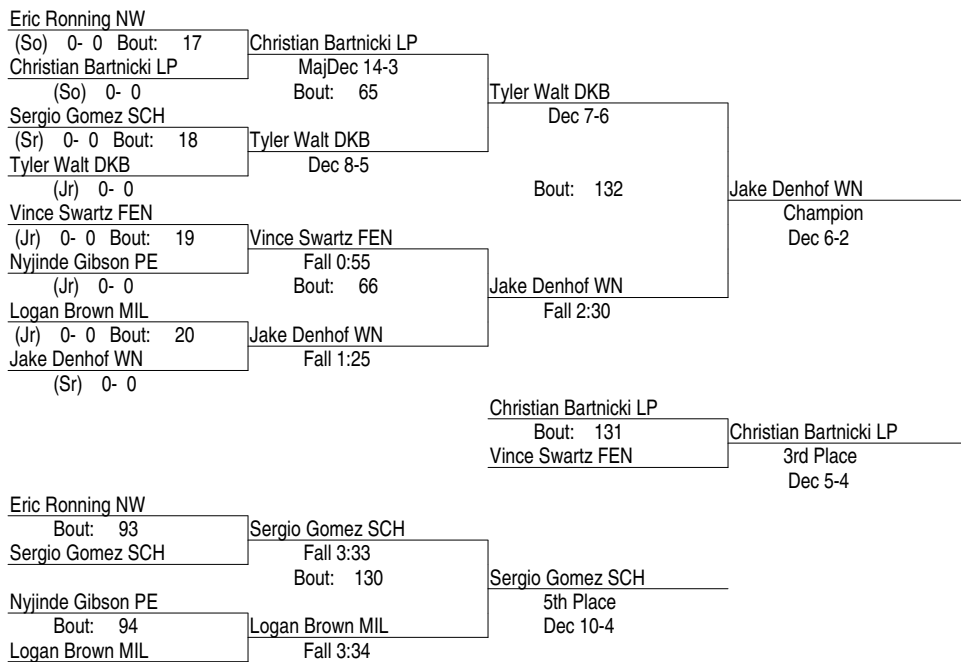 Eric Ronning NW
(So) 0- 0 Bout: 17
Christian Bartnicki LP
Christian Bartnicki LP
MajDec 14-3
(So) 0- 0
Bout: 65
Tyler Walt DKB
Sergio Gomez SCH
Dec 7-6
(Sr) 0- 0 Bout: 18
Tyler Walt DKB
Tyler Walt DKB
Dec 8-5
(Jr) 0- 0
Bout: 132
Jake Denhof WN
Vince Swartz FEN
Champion
(Jr) 0- 0 Bout: 19
Vince Swartz FEN
Dec 6-2
Nyjinde Gibson PE
Fall 0:55
(Jr) 0- 0
Bout: 66
Jake Denhof WN
Logan Brown MIL
Fall 2:30
(Jr) 0- 0 Bout: 20
Jake Denhof WN
Jake Denhof WN
Fall 1:25
(Sr) 0- 0
Christian Bartnicki LP
Bout: 131
Christian Bartnicki LP
Vince Swartz FEN
3rd Place
Dec 5-4
Eric Ronning NW
Bout: 93
Sergio Gomez SCH
Sergio Gomez SCH
Fall 3:33
Bout: 130
Sergio Gomez SCH
Nyjinde Gibson PE
5th Place
Bout: 94
Logan Brown MIL
Dec 10-4
Logan Brown MIL
Fall 3:34